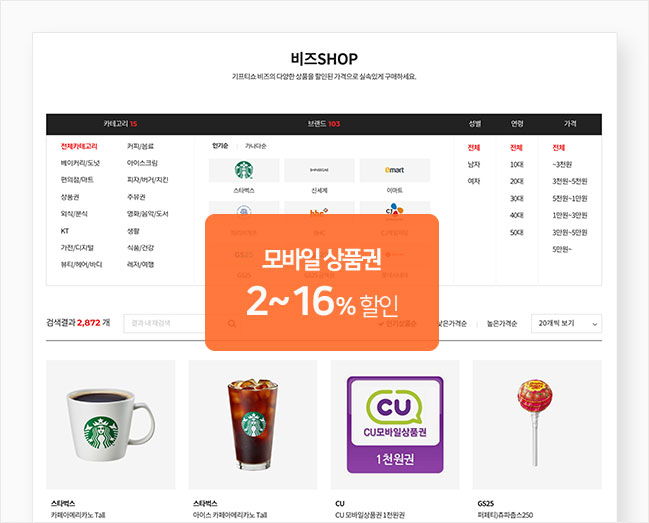 비즈SHOP
기프티쇼 비즈의 다양한 상품을 할인된 가격으로 실속있게 구매하세요.
카테고리 15 브랜드 103 성별 연령 가격
전체카테고리 커피/음료 인기순 가나다순 전체 전체 전체
베이커리/도넛 아이스크림 SHINSEGAE emart 남자 10대 ~3천원
편의점/마트 피자/버거/치킨 스타벅스 신세계 이마트 여자 20대 3천원~5천원
상품권 주유권 30대 5천원~1만원
외식/분식 영화/음악/도서 bhc CJ 40대 1만원~3만원
KT 생활 50대 3만원~5만원
가전/디지털 식품/건강 GS25 5만원~
뷰티/헤어/바디 레저/여행
모바일 상품권
2~16% 할인
검색결과 2,872 개 결과 내 재검색 인기상품순 낮은가격순 높은가격순 20개씩 보기
CU
CU모바일상품권
1천원권
스타벅스 스타벅스 CU GS25
카페아메리카노 Tall 아이스 카페아메리카노 Tall CU 모바일상품권 1천원권 퍼페티)츄파춥스250